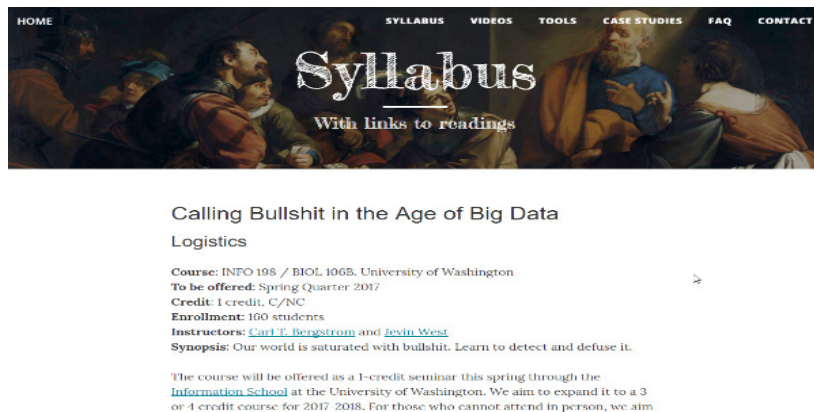 HOME SYLLABUS VIDEOS TOOLS CASE STUDIES FAQ CONTACT
Syllabus
With links to readings
Calling Bullshit in the Age of Big Data
Logistics
Course: INFO 198 / BIOL 106B. University of Washington
To be offered: Spring Quarter 2017
Credit: 1 credit, C/NC
Enrollment: 160 students
Instructors: Carl T. Bergstrom and Jevin West
Synopsis: Our world is saturated with bullshit. Learn to detect and defuse it.
The course will be offered as a 1-credit seminar this spring through the
Information School at the University of Washington. We aim to expand it to a 3
or 4 credit course for 2017-2018. For those who cannot attend in person, we aim